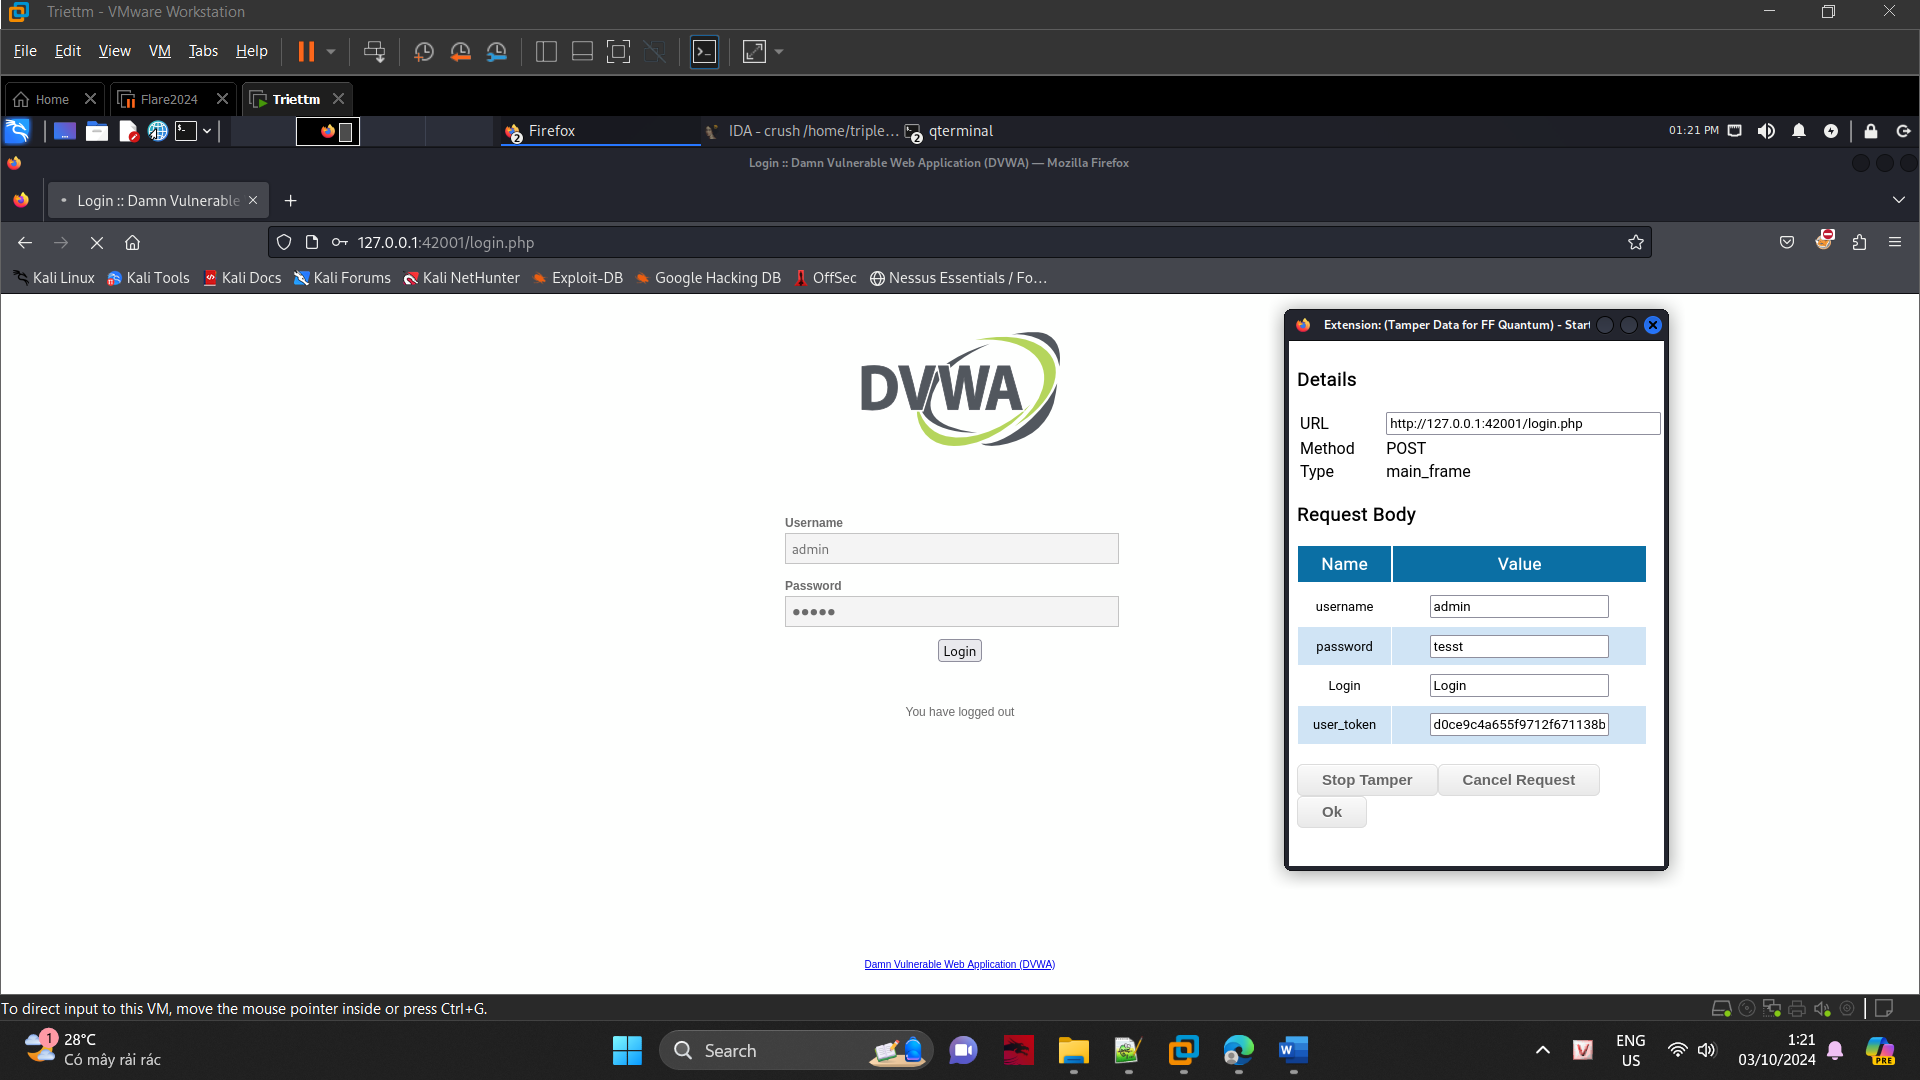 Triettm - VMware Workstation
File Edit View VM Tabs Help
Home Flare2024 Triettm
2 Firefox IDA - crush /home/triple... 2 qterminal 01:21 PM
Login :: Damn Vulnerable Web Application (DVWA) — Mozilla Firefox
Login :: Damn Vulnerable
127.0.0.1:42001/login.php
Kali Linux Kali Tools Kali Docs Kali Forums Kali NetHunter Exploit-DB Google Hacking DB OffSec Nessus Essentials / Fo...
DVWA
Username
admin
Password
Login
You have logged out
Damn Vulnerable Web Application (DVWA)
Extension: (Tamper Data for FF Quantum) - Start
Details
URL http://127.0.0.1:42001/login.php
Method POST
Type main_frame
Request Body
Name Value
username admin
password tesst
Login Login
user_token d0ce9c4a655f9712f671138b
Stop Tamper Cancel Request
Ok
To direct input to this VM, move the mouse pointer inside or press Ctrl+G.
1 28°C
Có mây rải rác
Search
W
V
ENG
US
1:21
03/10/2024
PRE